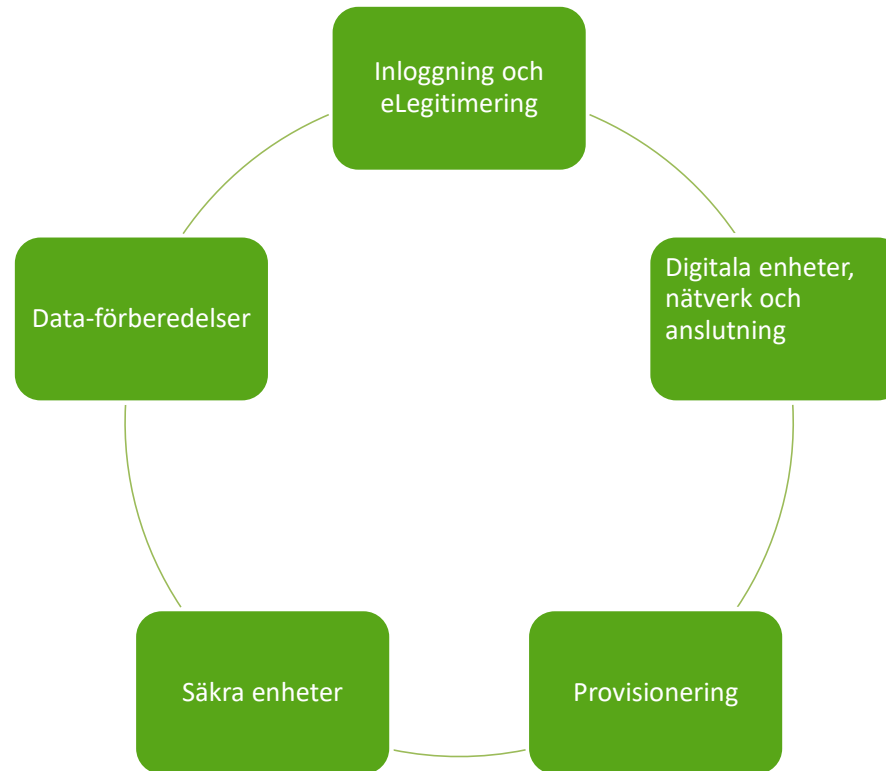 Inloggning och
eLegitimering
Digitala enheter,
nätverk och
anslutning
Data-förberedelser
Säkra enheter
Provisionering